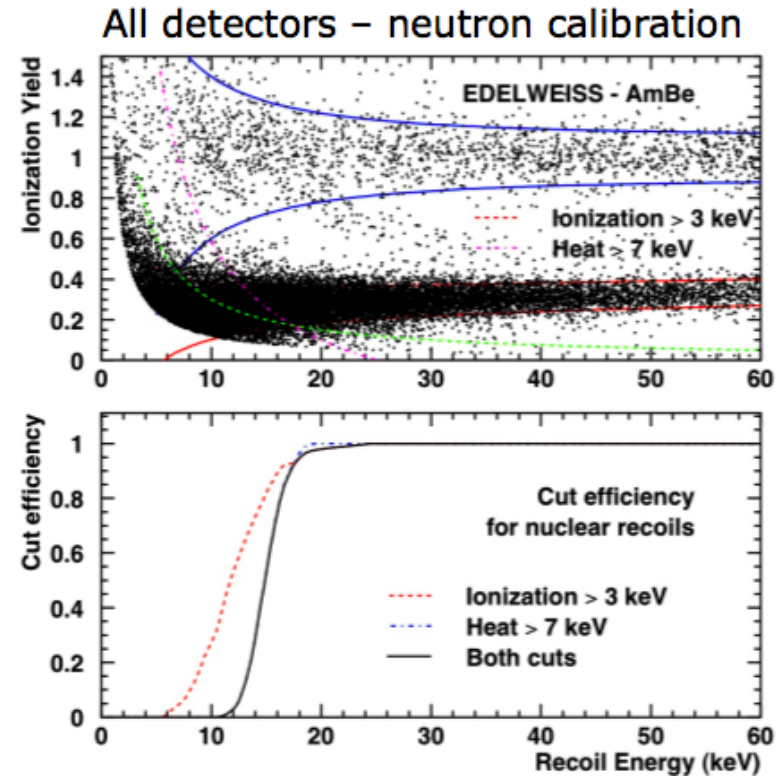 All detectors – neutron calibration
Ionization Yield
1.4
1.2
1
0.8
0.6
0.4
0.2
0
EDELWEISS - AmBe
Ionization > 3 keV
Heat > 7 keV
0 10 20 30 40 50 60
Cut efficiency
1
0.8
0.6
0.4
0.2
0
Cut efficiency
for nuclear recoils
Ionization > 3 keV
Heat > 7 keV
Both cuts
0 10 20 30 40 50 60
Recoil Energy (keV)